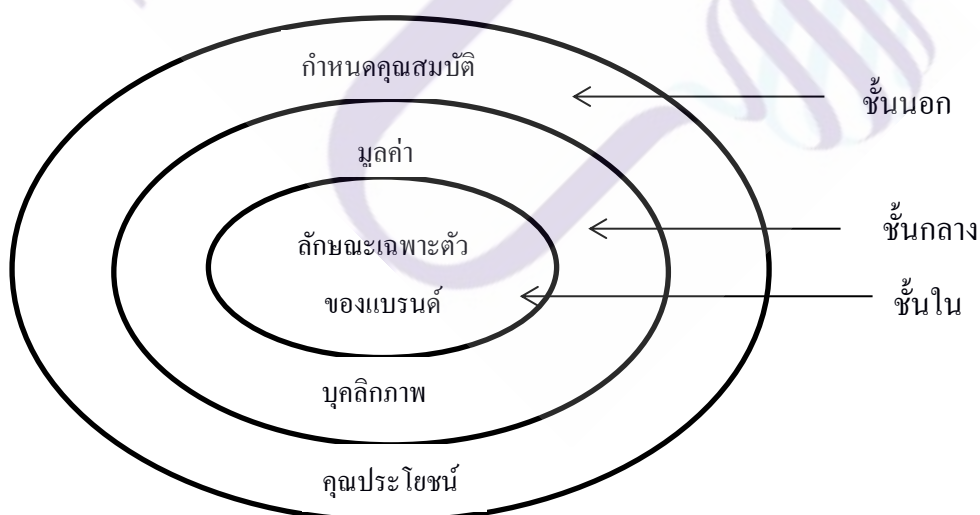 กำหนดคุณสมบัติ
ชั้นนอก
มูลค่า
ชั้นกลาง
ลักษณะเฉพาะตัว
ของแบรนด์
ชั้นใน
บุคลิกภาพ
คุณประโยชน์